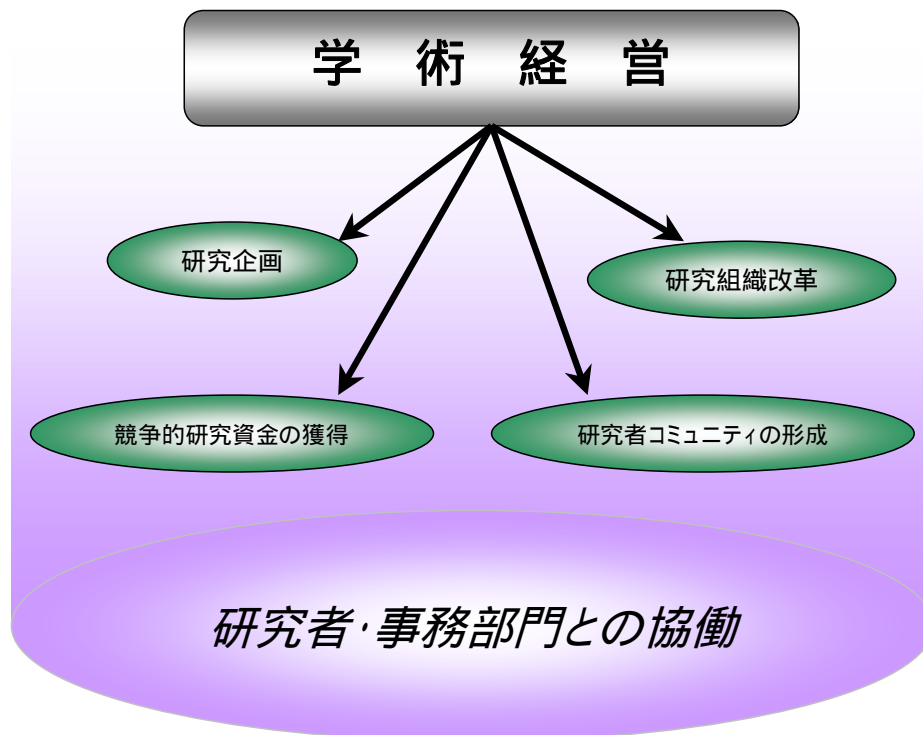 学 術 経 営
研究企画
研究組織改革
競争的研究資金の獲得
研究者コミュニティの形成
研究者・事務部門との協働